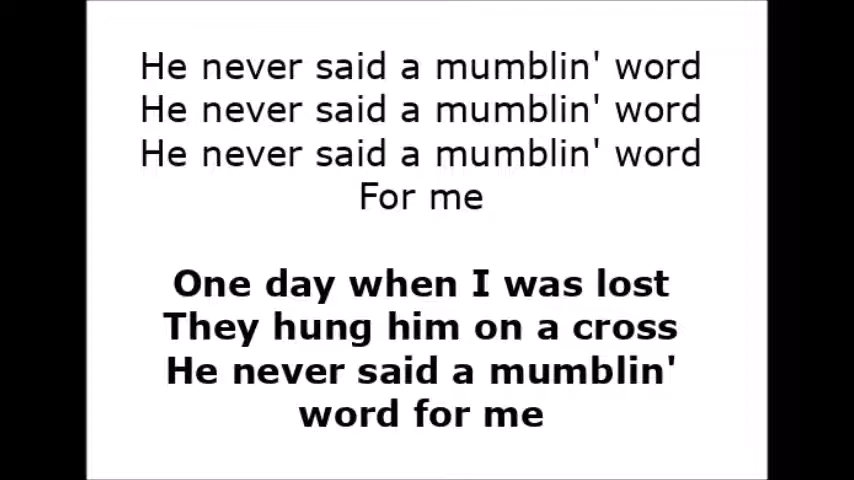 He never said a mumblin' word
He never said a mumblin' word
He never said a mumblin' word
For me
One day when I was lost
They hung him on a cross
He never said a mumblin'
word for me